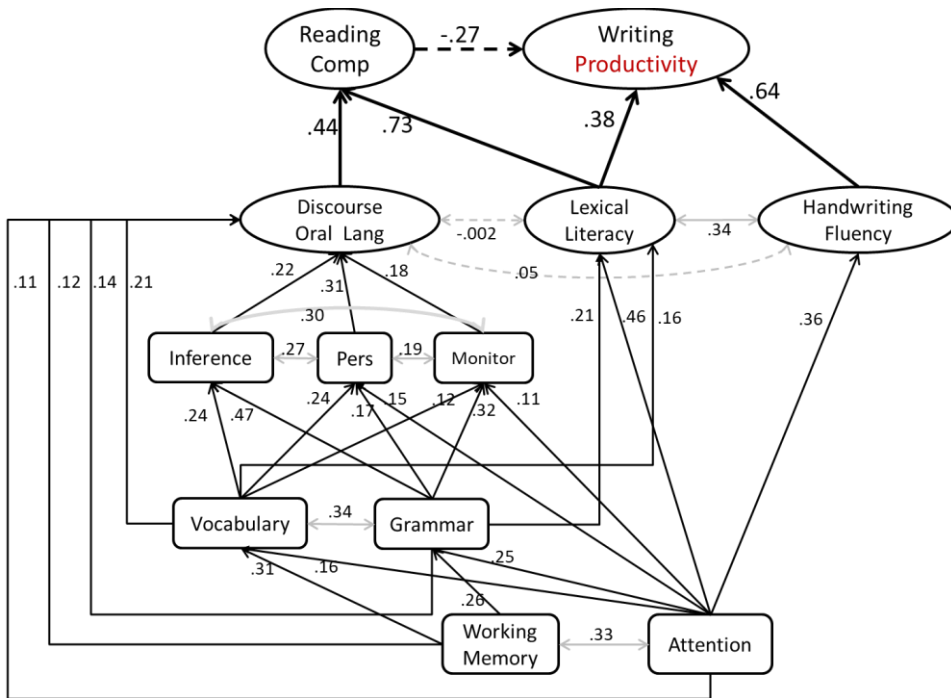 Reading
Comp
-.27
Writing
Productivity
.44
.73
.38
.64
Discourse
Oral Lang
-.002
Lexical
Literacy
.34
Handwriting
Fluency
.05
.11
.12
.14
.21
.22
.31
.18
.30
.21
.46
.16
.36
Inference
.27
Pers
.19
Monitor
.24
.47
.24
.17
.15
.12
.32
.11
Vocabulary
.34
Grammar
.31
.16
.25
.26
Working
Memory
.33
Attention